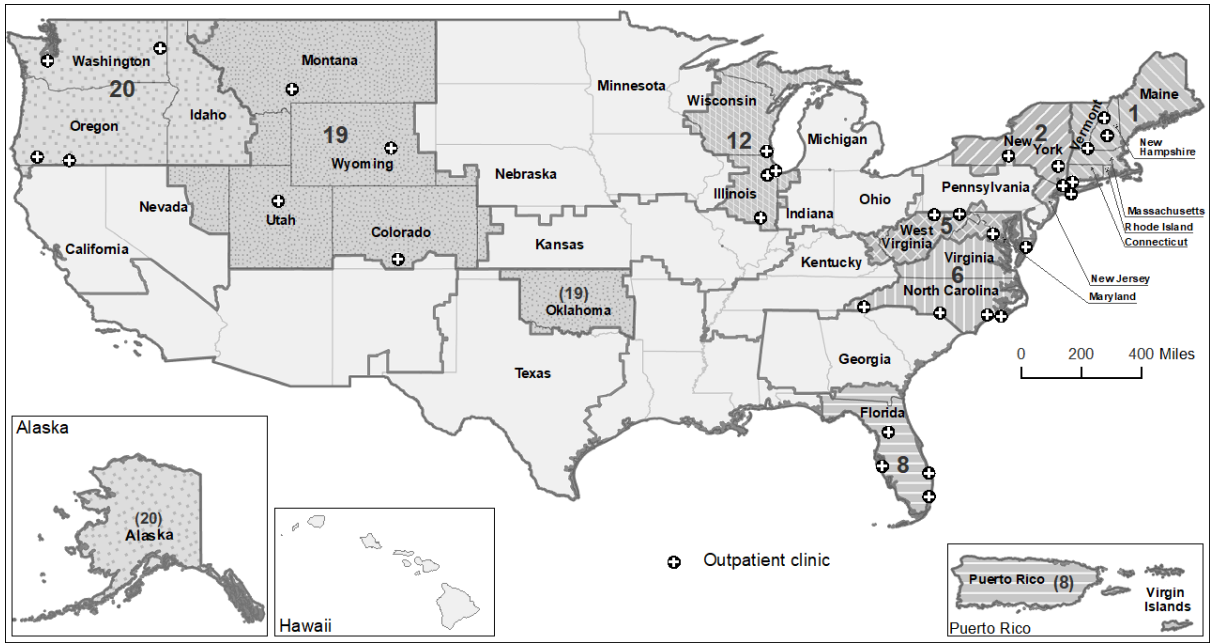 Washington
20
Oregon
Idaho
Montana
19
Wyoming
Nevada
Utah
Colorado
California
Nebraska
Kansas
(19)
Oklahoma
Texas
Minnesota
Wisconsin
12
Illinois
Michigan
Indiana
Ohio
Kentucky
Pennsylvania
2
New
York
Vermont
1
Maine
New
Hampshire
Massachusetts
Rhode Island
Connecticut
New Jersey
Maryland
5
West
Virginia
Virginia
6
North Carolina
Georgia
Florida
8
0 200 400 Miles
Alaska
(20)
Alaska
Hawaii
Outpatient clinic
Puerto Rico (8)
Virgin
Islands
Puerto Rico